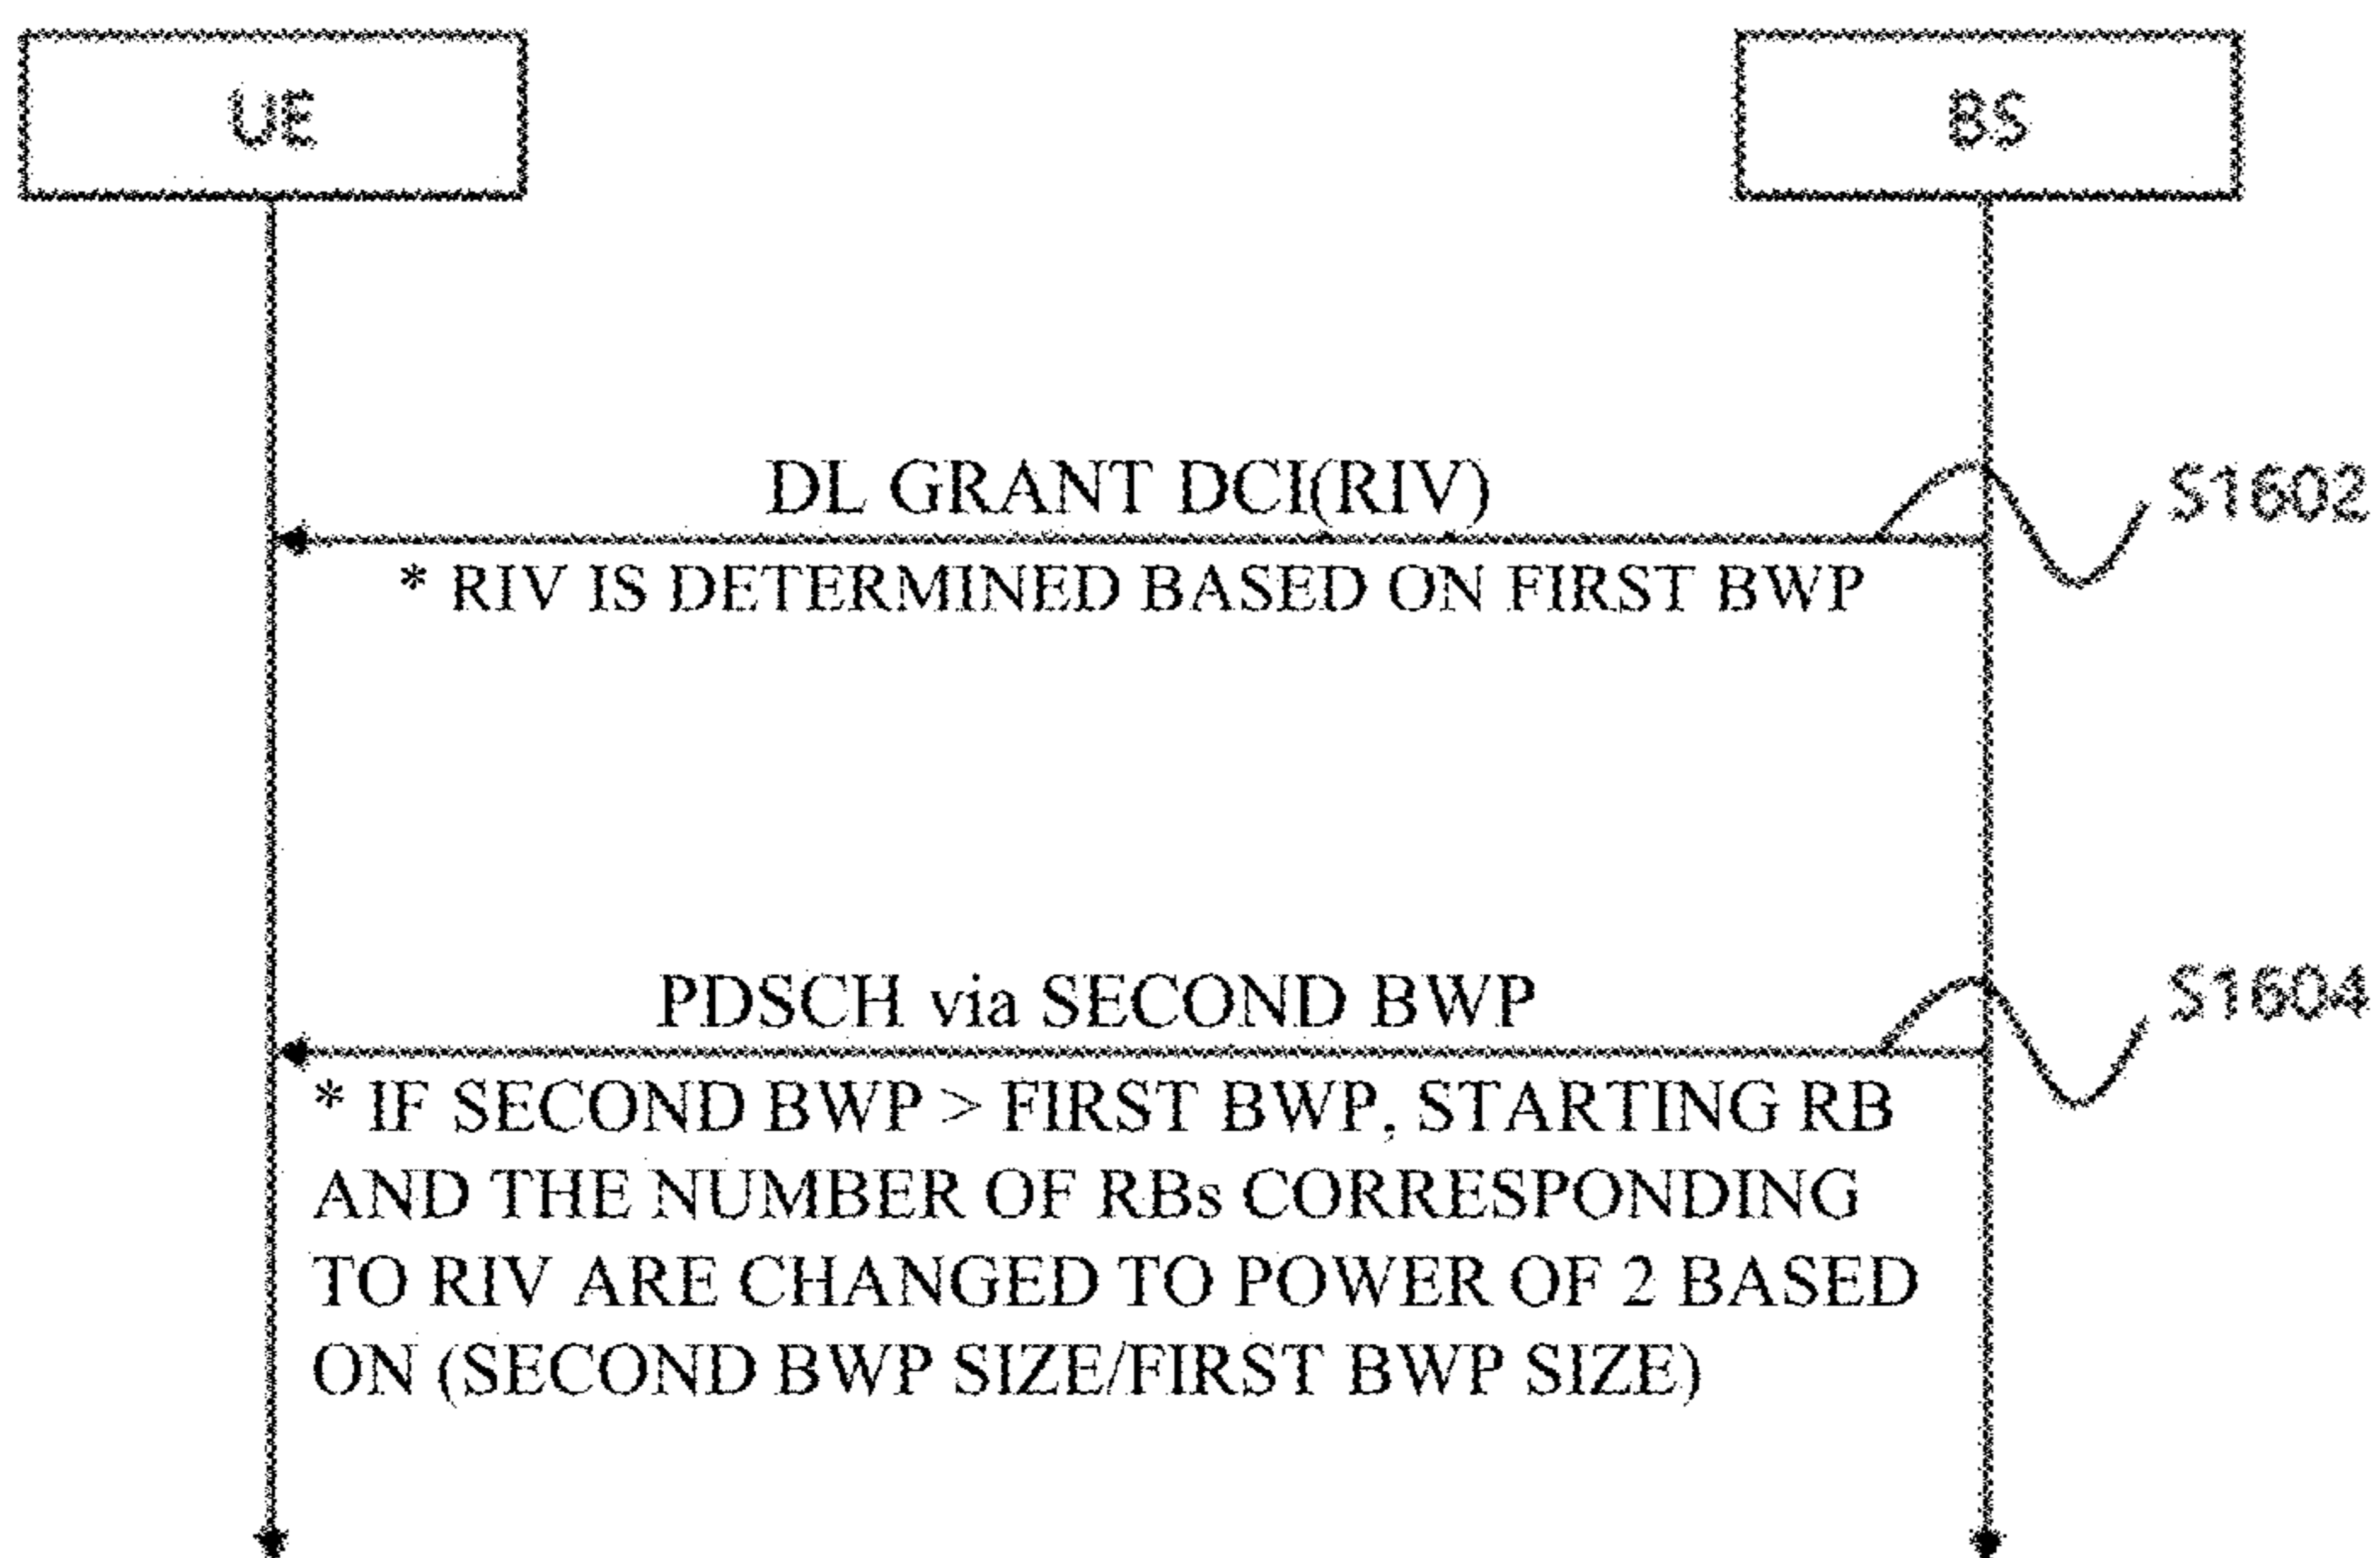 UE
BS
DL GRANT DCI(RIV)
S1602
* RIV IS DETERMINED BASED ON FIRST BWP
PDSCH via SECOND BWP
S1604
* IF SECOND BWP > FIRST BWP, STARTING RB
AND THE NUMBER OF RBs CORRESPONDING
TO RIV ARE CHANGED TO POWER OF 2 BASED
ON (SECOND BWP SIZE/FIRST BWP SIZE)